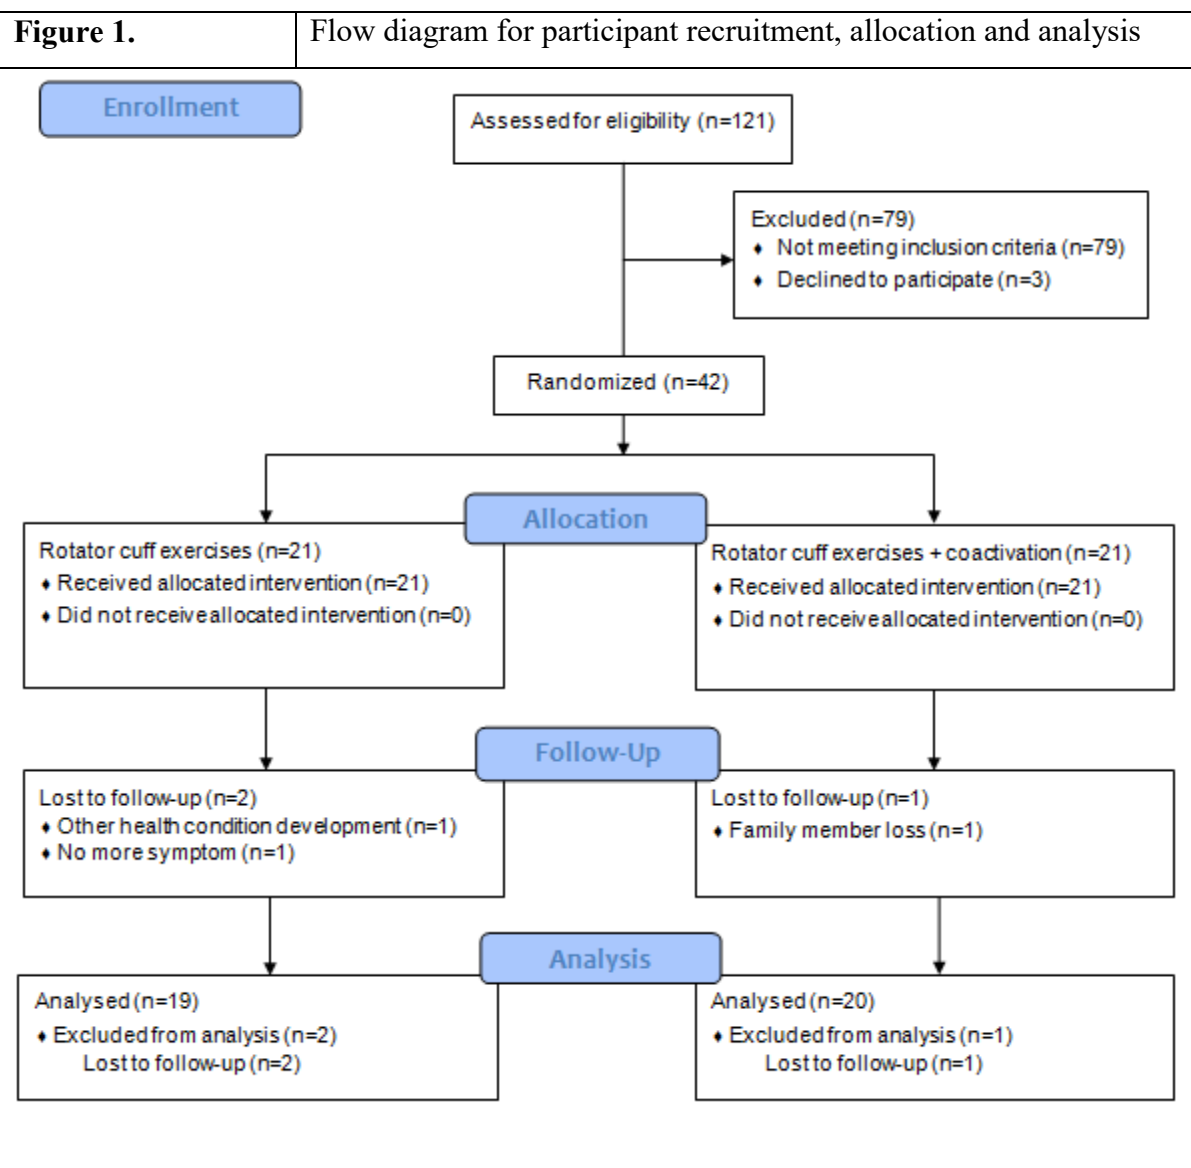 Figure 1.
Flow diagram for participant recruitment, allocation and analysis
Enrollment
Assessed for eligibility (n=121)
Excluded (n=79)
♦ Not meeting inclusion criteria (n=79)
♦ Declined to participate (n=3)
Randomized (n=42)
Allocation
Rotator cuff exercises (n=21)
♦ Received allocated intervention (n=21)
♦ Did not receive allocated intervention (n=0)
Rotator cuff exercises + coactivation (n=21)
♦ Received allocated intervention (n=21)
♦ Did not receive allocated intervention (n=0)
Follow-Up
Lost to follow-up (n=2)
♦ Other health condition development (n=1)
♦ No more symptom (n=1)
Lost to follow-up (n=1)
♦ Family member loss (n=1)
Analysis
Analysed (n=19)
♦ Excluded from analysis (n=2)
Lost to follow-up (n=2)
Analysed (n=20)
♦ Excluded from analysis (n=1)
Lost to follow-up (n=1)